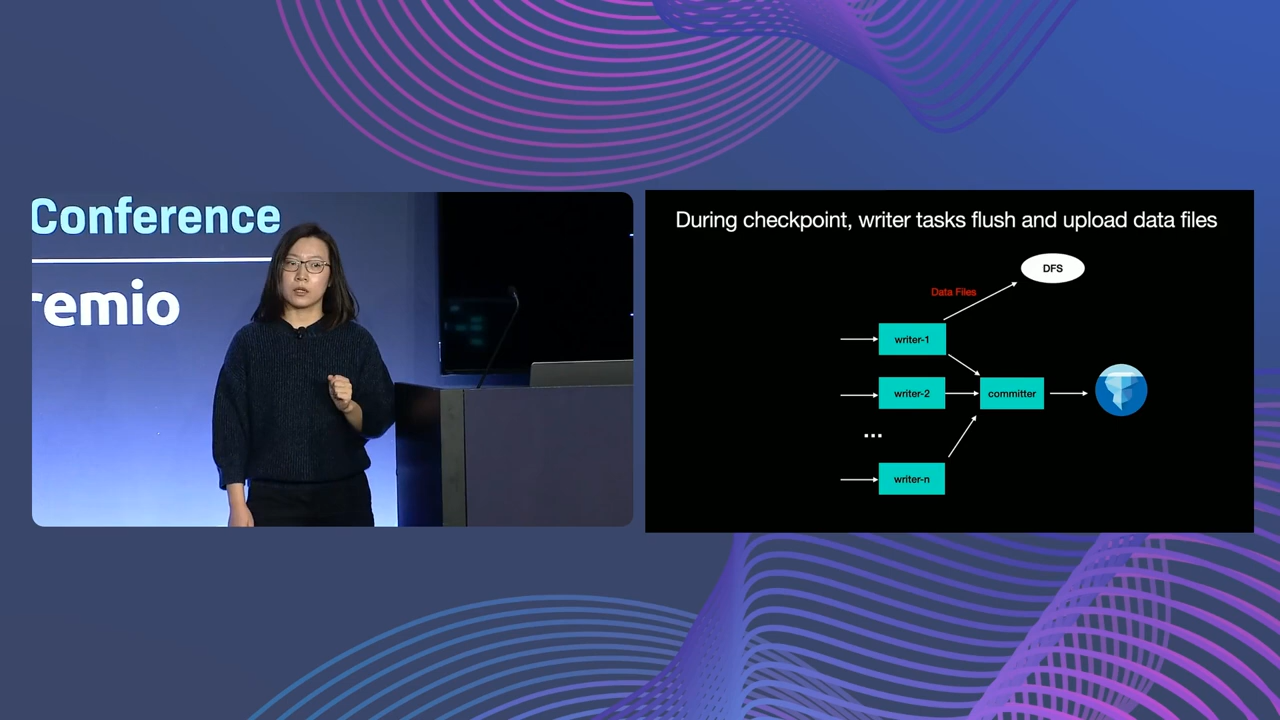 Conference
remio
During checkpoint, writer tasks flush and upload data files
DFS
Data Files
writer-1
writer-2
committer
...
writer-n